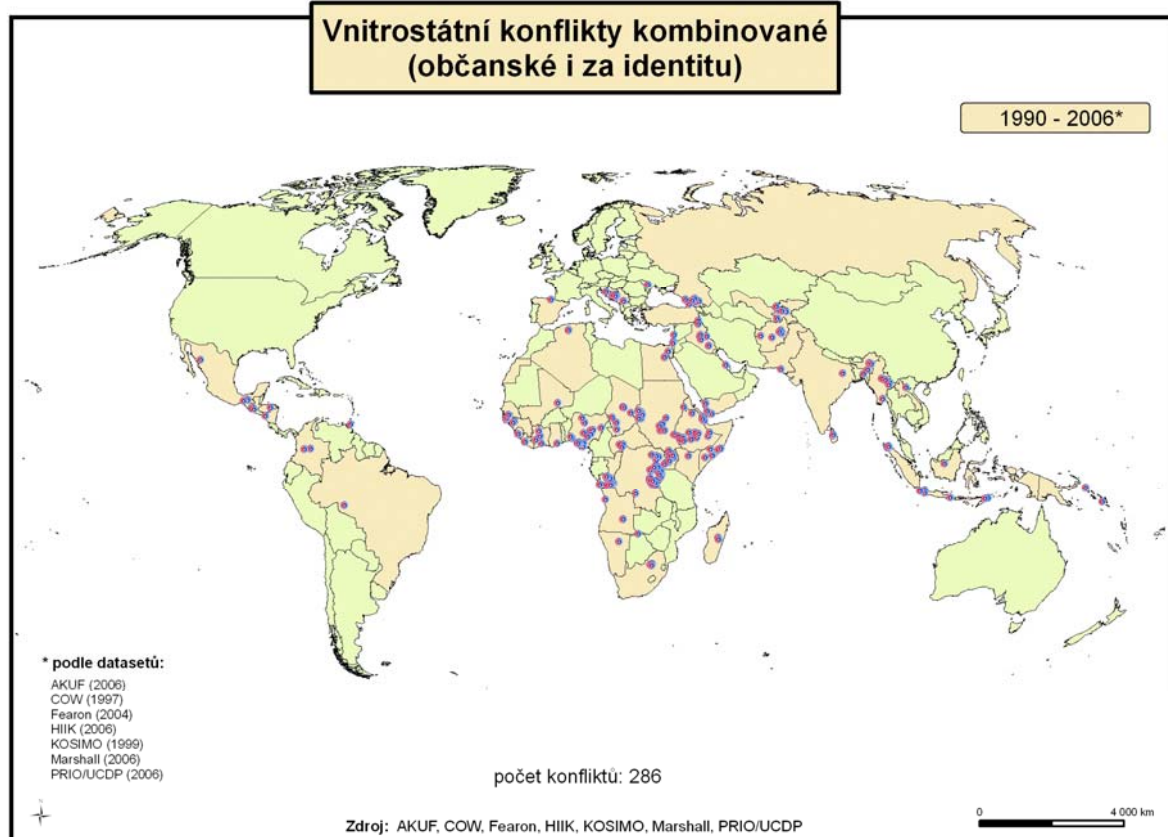 Vnitrostátní konflikty kombinované
(občanské i za identitu)
1990 - 2006*
* podle datasetů:
AKUF (2006)
COW (1997)
Fearon (2004)
HIIK (2006)
KOSIMO (1999)
Marshall (2006)
PRIO/UCDP (2006)
počet konfliktů: 286
Zdroj: AKUF, COW, Fearon, HIIK, KOSIMO, Marshall, PRIO/UCDP
0 4 000 km